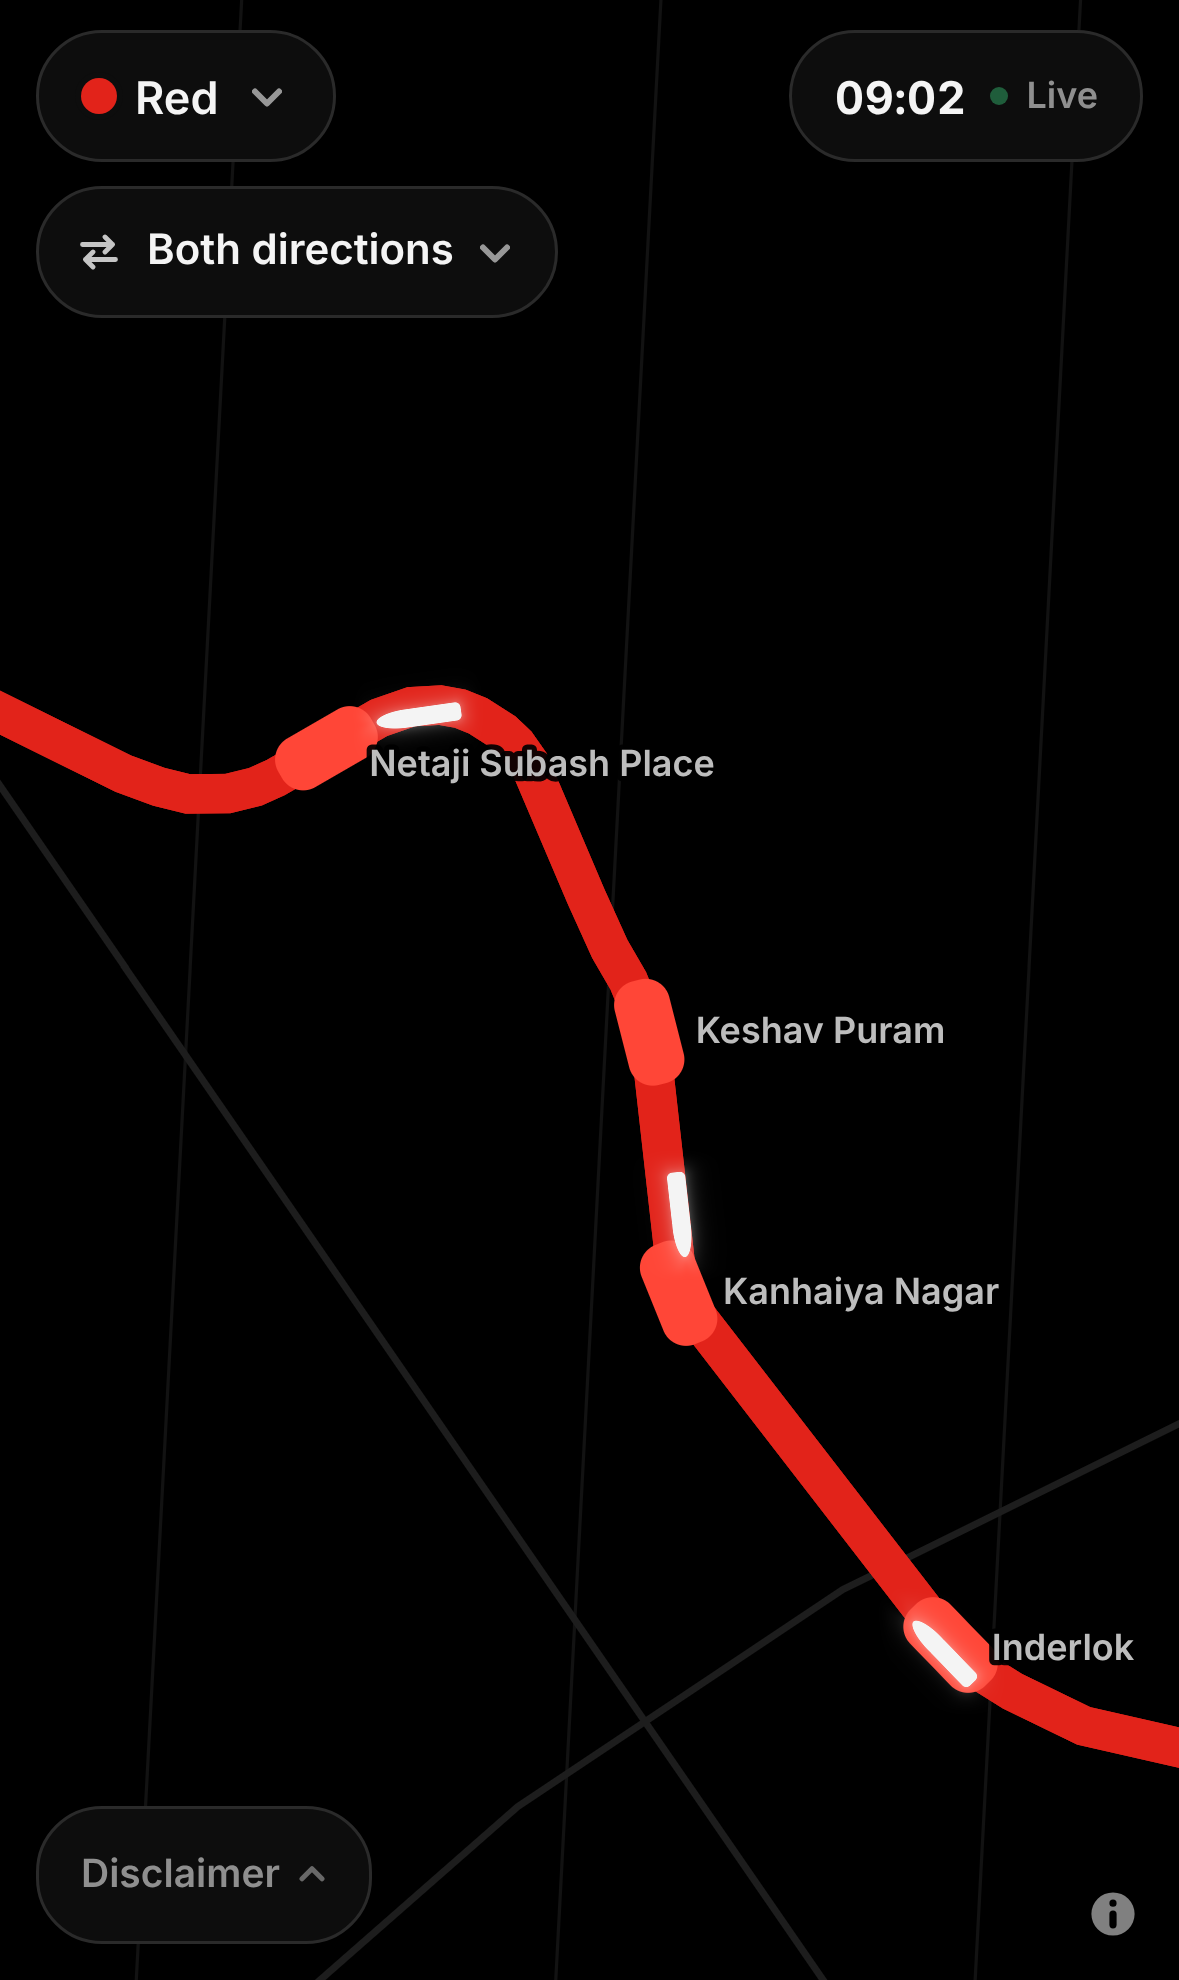 Red
09:02 Live
Both directions
Netaji Subash Place
Keshav Puram
Kanhaiya Nagar
Inderlok
Disclaimer